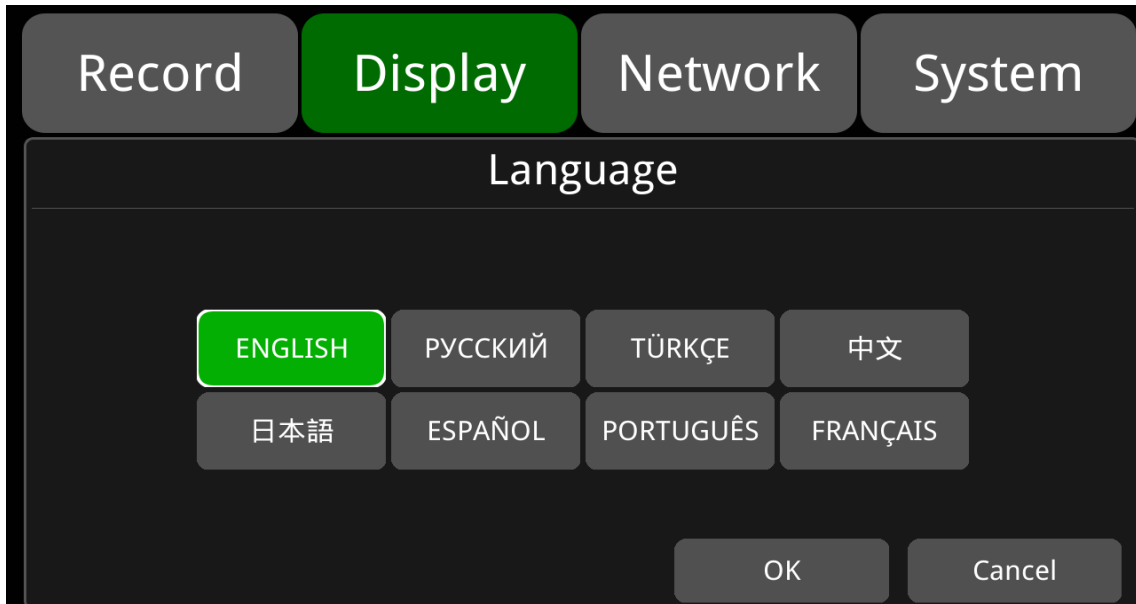 Record Display Network System
Language
ENGLISH РУССКИЙ TÜRKÇE 中文
日本語 ESPAÑOL PORTUGUÊS FRANÇAIS
OK Cancel